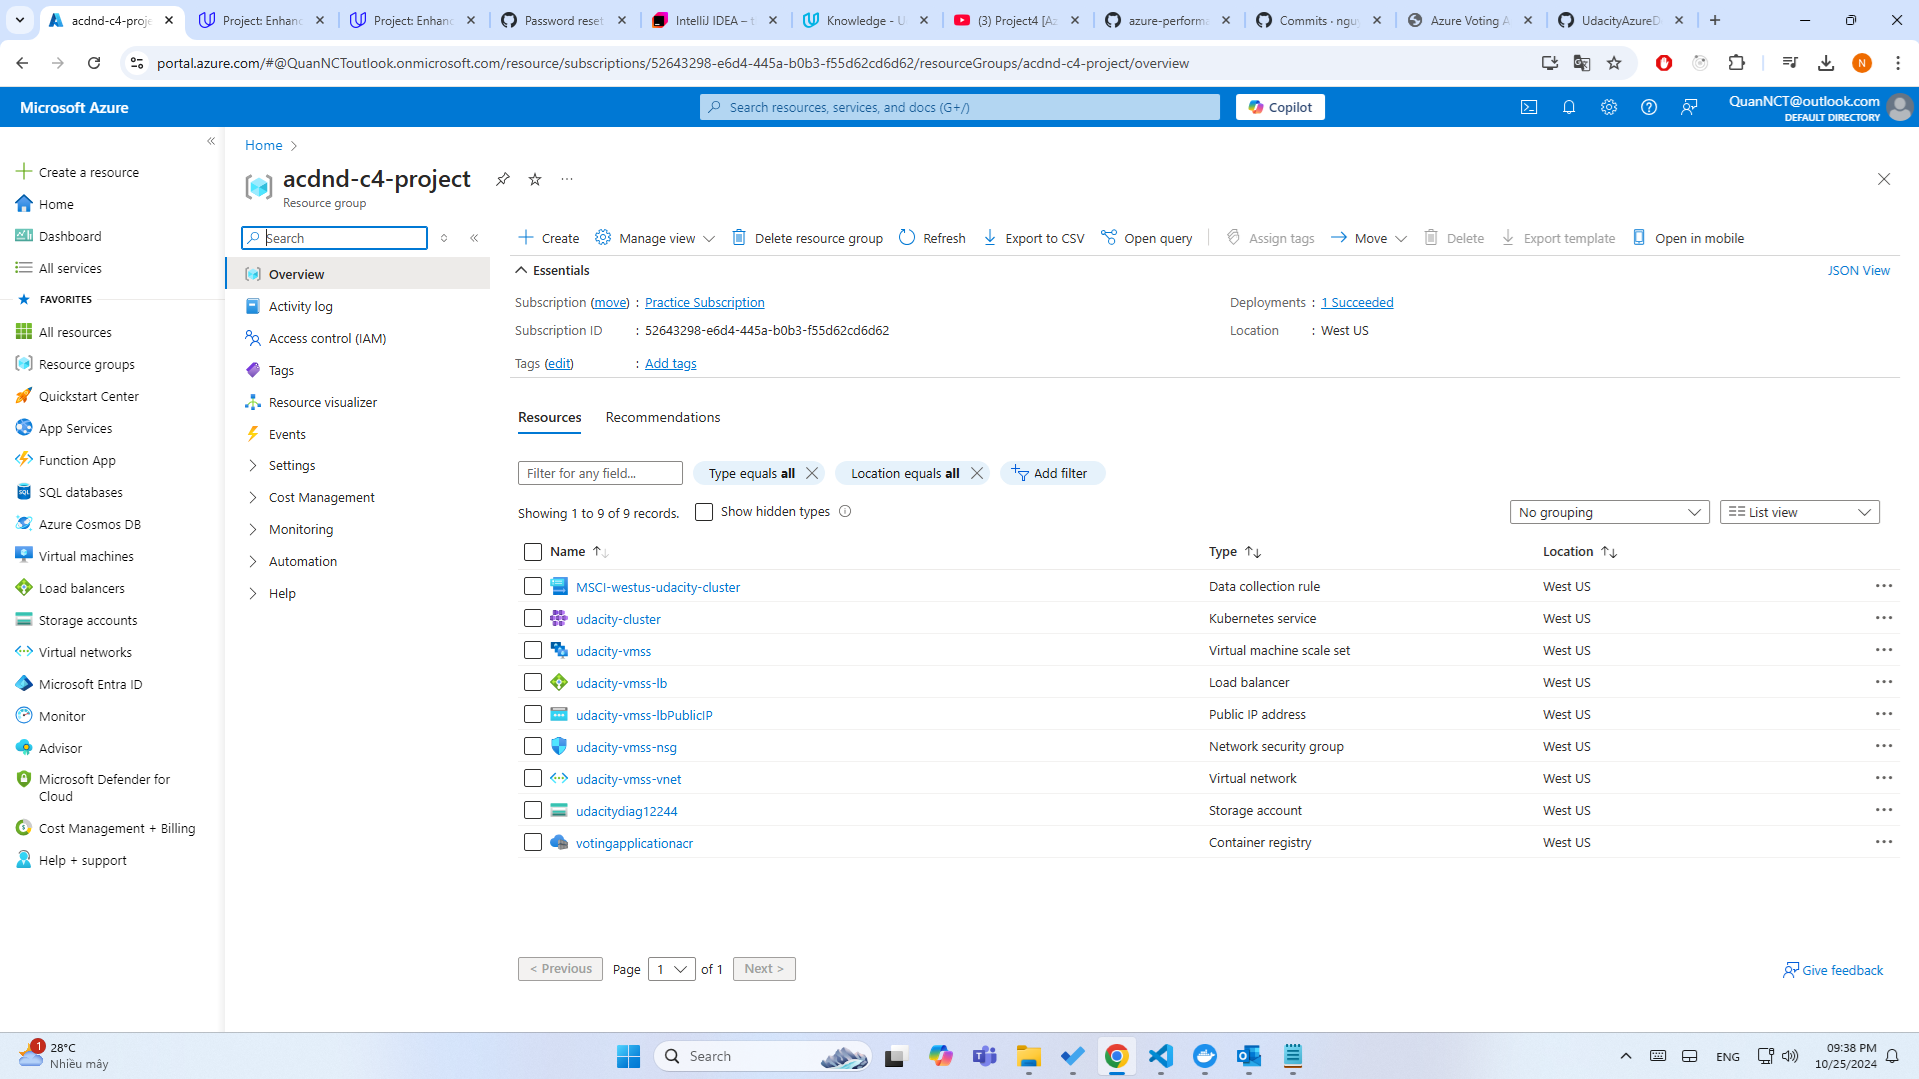 acdnd-c4-proje
Project: Enhanc
Project: Enhanc
Password reset
IntelliJ IDEA – t
Knowledge - U
(3) Project4 [Az
azure-performa
Commits · ngu
Azure Voting A
UdacityAzureD
portal.azure.com/#@QuanNCToutlook.onmicrosoft.com/resource/subscriptions/52643298-e6d4-445a-b0b3-f55d62cd6d62/resourceGroups/acdnd-c4-project/overview
N
Microsoft Azure
Search resources, services, and docs (G+/)
Copilot
QuanNCT@outlook.com
DEFAULT DIRECTORY
Create a resource
Home
Dashboard
All services
FAVORITES
All resources
Resource groups
Quickstart Center
App Services
Function App
SQL databases
Azure Cosmos DB
Virtual machines
Load balancers
Storage accounts
Virtual networks
Microsoft Entra ID
Monitor
Advisor
Microsoft Defender for
Cloud
Cost Management + Billing
Help + support
Home
acdnd-c4-project
Resource group
Search
Overview
Activity log
Access control (IAM)
Tags
Resource visualizer
Events
Settings
Cost Management
Monitoring
Automation
Help
Create Manage view Delete resource group Refresh Export to CSV Open query Assign tags Move Delete Export template Open in mobile
Essentials
JSON View
Subscription (move) : Practice Subscription
Deployments : 1 Succeeded
Subscription ID : 52643298-e6d4-445a-b0b3-f55d62cd6d62
Location : West US
Tags (edit) : Add tags
Resources Recommendations
Filter for any field... Type equals all Location equals all Add filter
Showing 1 to 9 of 9 records. Show hidden types
No grouping List view
Name Type Location
MSCI-westus-udacity-cluster Data collection rule West US
udacity-cluster Kubernetes service West US
udacity-vmss Virtual machine scale set West US
udacity-vmss-lb Load balancer West US
udacity-vmss-lbPublicIP Public IP address West US
udacity-vmss-nsg Network security group West US
udacity-vmss-vnet Virtual network West US
udacitydiag12244 Storage account West US
votingapplicationacr Container registry West US
< Previous Page 1 of 1 Next >
Give feedback
1
28°C
Nhiều mây
Search
ENG
09:38 PM
10/25/2024